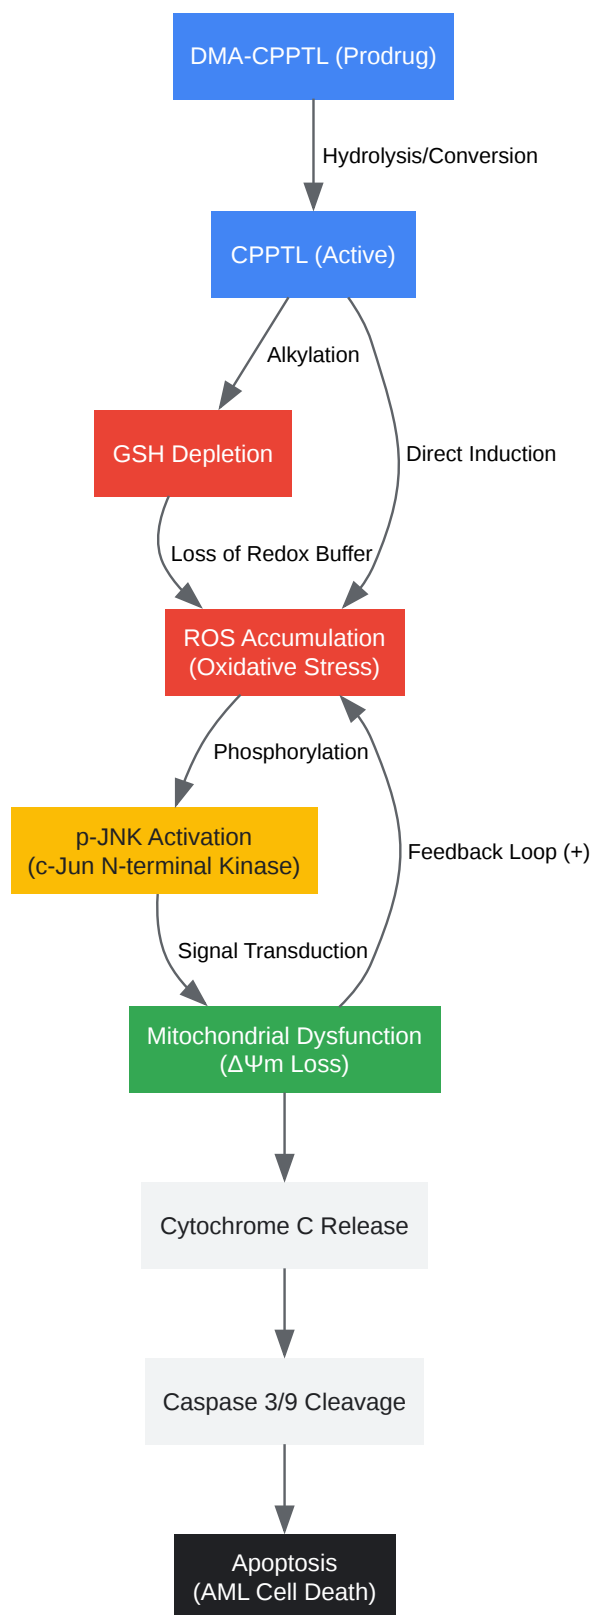 DMA-CPPTL (Prodrug)
Hydrolysis/Conversion
CPPTL (Active)
Alkylation
GSH Depletion
Direct Induction
Loss of Redox Buffer
ROS Accumulation
(Oxidative Stress)
Phosphorylation
p-JNK Activation
(c-Jun N-terminal Kinase)
Feedback Loop (+)
Signal Transduction
Mitochondrial Dysfunction
(ΔΨm Loss)
Cytochrome C Release
Caspase 3/9 Cleavage
Apoptosis
(AML Cell Death)